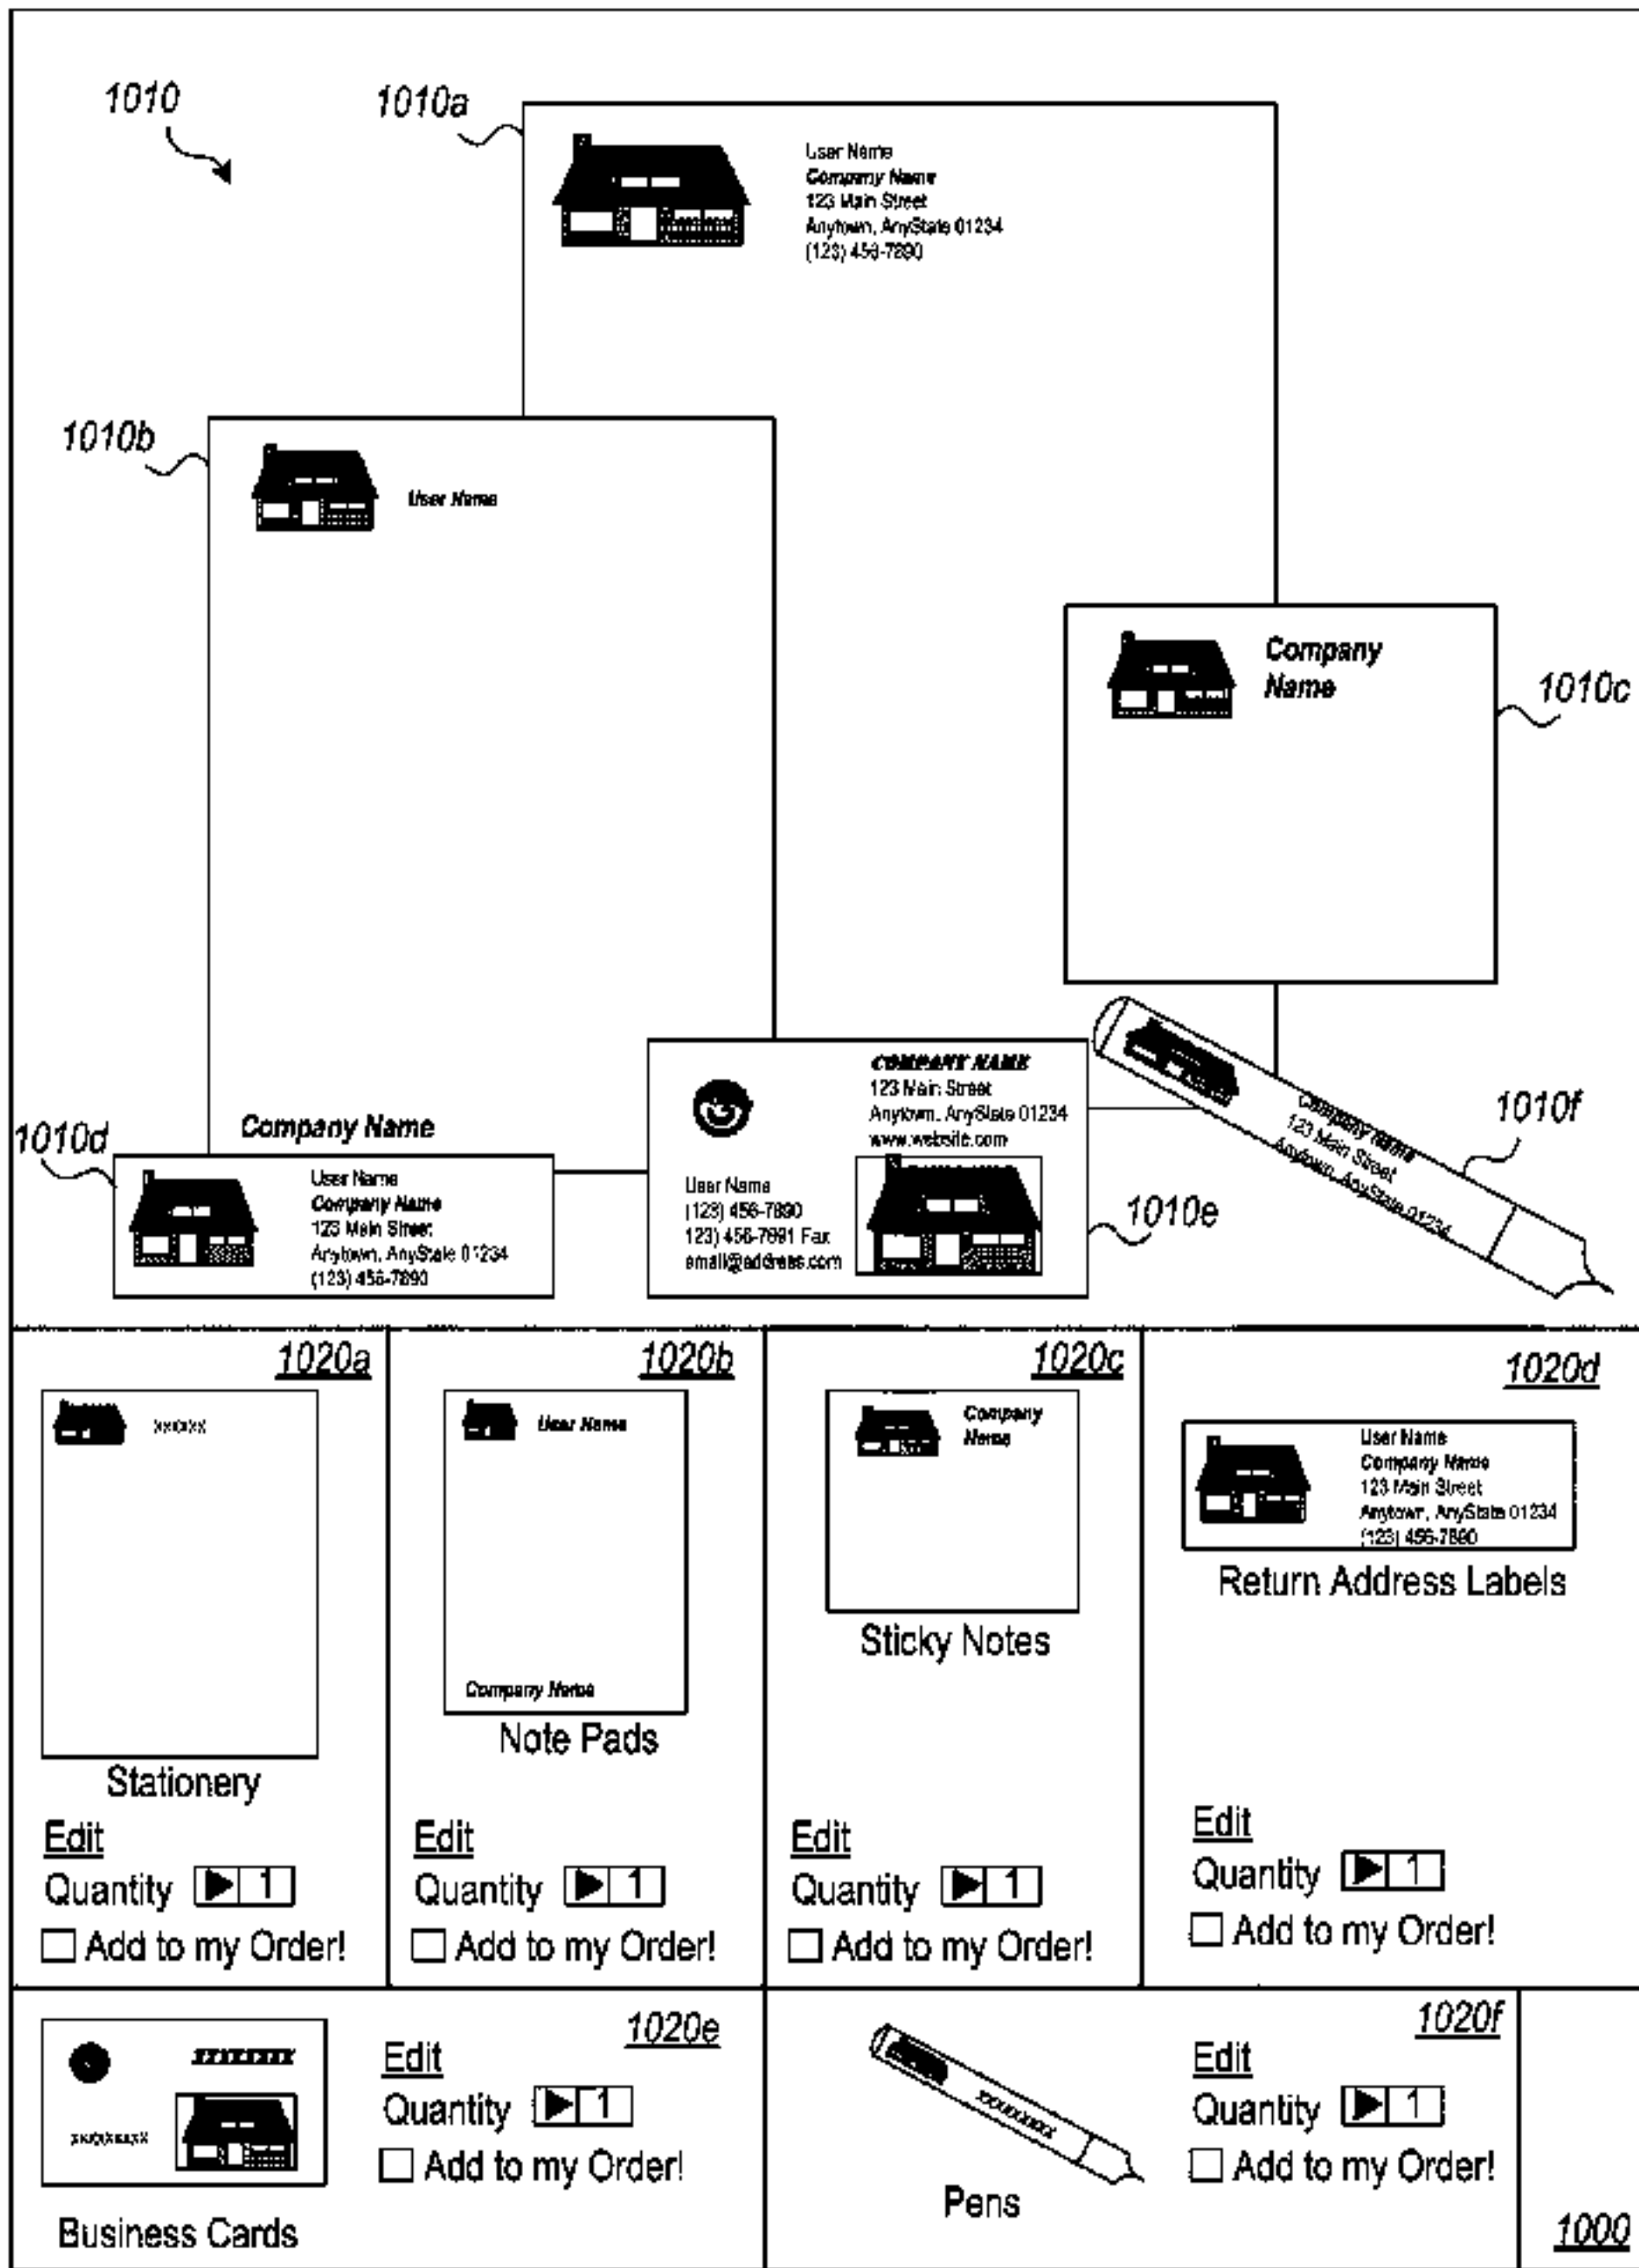 1010
1010a
User Name
Company Name
123 Main Street
Anytown, AnyState 01234
(123) 456-7890
1010b
User Name
Company
Name
1010c
Company Name
1010d
User Name
Company Name
123 Main Street
Anytown, AnyState 01234
(123) 456-7890
COMPANY NAME
123 Main Street
Anytown, AnyState 01234
www.website.com
User Name
(123) 456-7890
123) 456-7891 Fax
email@address.com
1010e
Company Name
123 Main Street
Anytown, AnyState 01234
1010f
1020a
Stationery
Edit
Quantity 1
Add to my Order!
1020b
User Name
Company Name
Note Pads
Edit
Quantity 1
Add to my Order!
1020c
Company
Name
Sticky Notes
Edit
Quantity 1
Add to my Order!
1020d
User Name
Company Name
123 Main Street
Anytown, AnyState 01234
(123) 456-7890
Return Address Labels
Edit
Quantity 1
Add to my Order!
1020e
Business Cards
Edit
Quantity 1
Add to my Order!
1020f
Pens
Edit
Quantity 1
Add to my Order!
1000